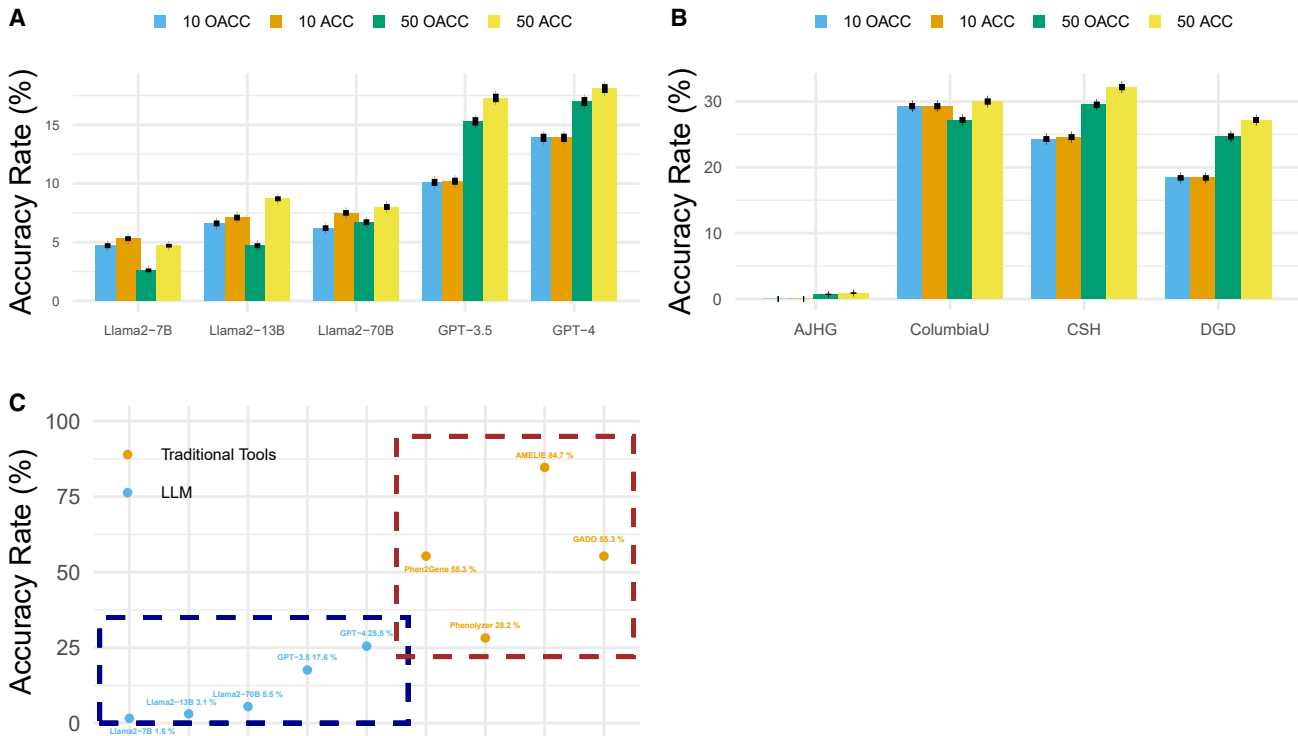 A
10 OACC 10 ACC 50 OACC 50 ACC
Accuracy Rate (%)
15
10
5
0
Llama2−7B Llama2−13B Llama2−70B GPT−3.5 GPT−4
B
10 OACC 10 ACC 50 OACC 50 ACC
Accuracy Rate (%)
30
20
10
0
AJHG ColumbiaU CSH DGD
C
Accuracy Rate (%)
100
75
50
25
0
Traditional Tools
LLM
AMELIE 84.7 %
GADO 55.3 %
Phen2Gene 55.3 %
Phenolyzer 28.2 %
GPT−4 25.5 %
GPT−3.5 17.6 %
Llama2−70B 5.5 %
Llama2−13B 3.1 %
Llama2−7B 1.6 %